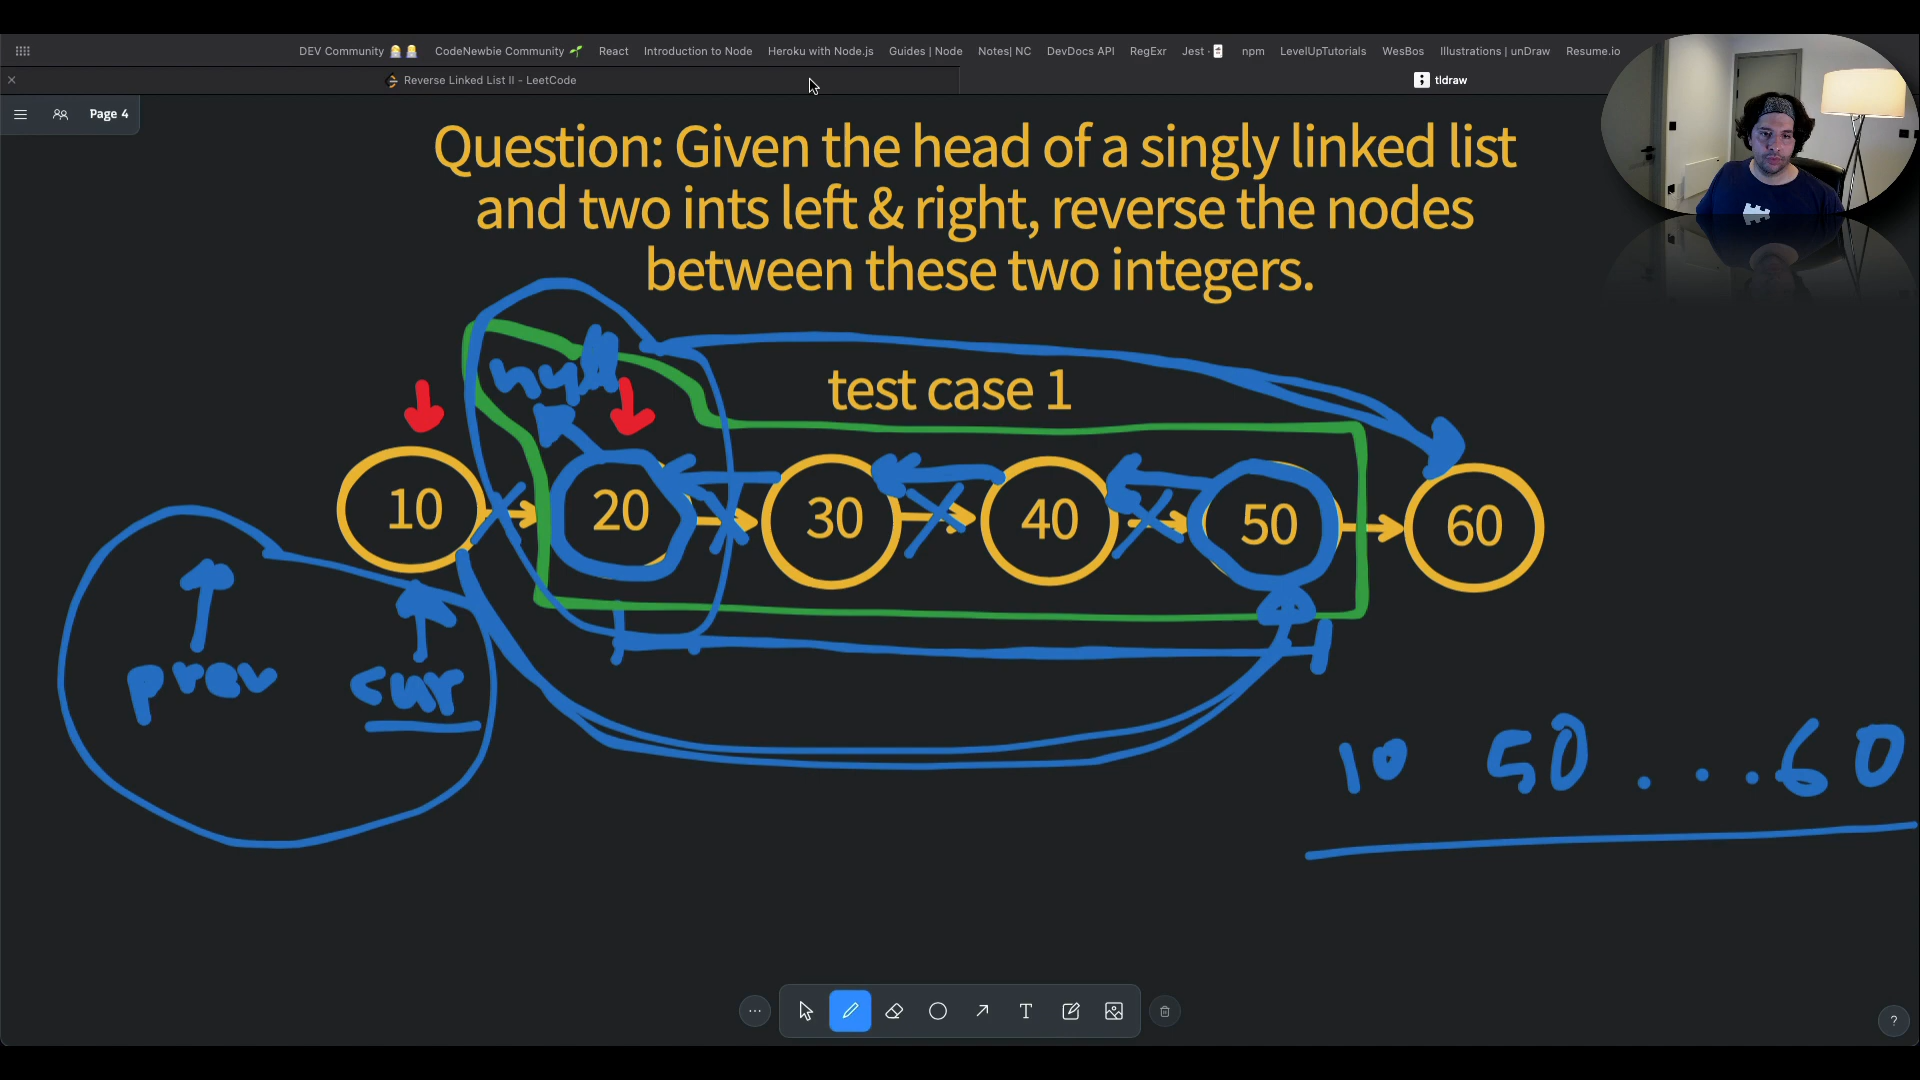 DEV Community CodeNewbie Community React Introduction to Node Heroku with Node.js Guides | Node Notes| NC DevDocs API RegExr Jest · npm LevelUpTutorials WesBos Illustrations | unDraw Resume.io
Reverse Linked List II - LeetCode tldraw
Page 4
Question: Given the head of a singly linked list
and two ints left & right, reverse the nodes
between these two integers.
null
test case 1
10 20 30 40 50 60
prev cur
10 50 . . . 60
T
?